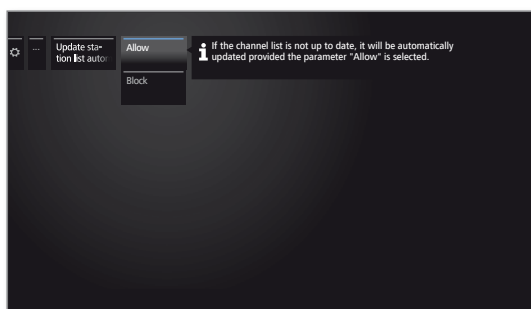 ...
Update sta-
tion list autor
Allow
Block
If the channel list is not up to date, it will be automatically
updated provided the parameter "Allow" is selected.